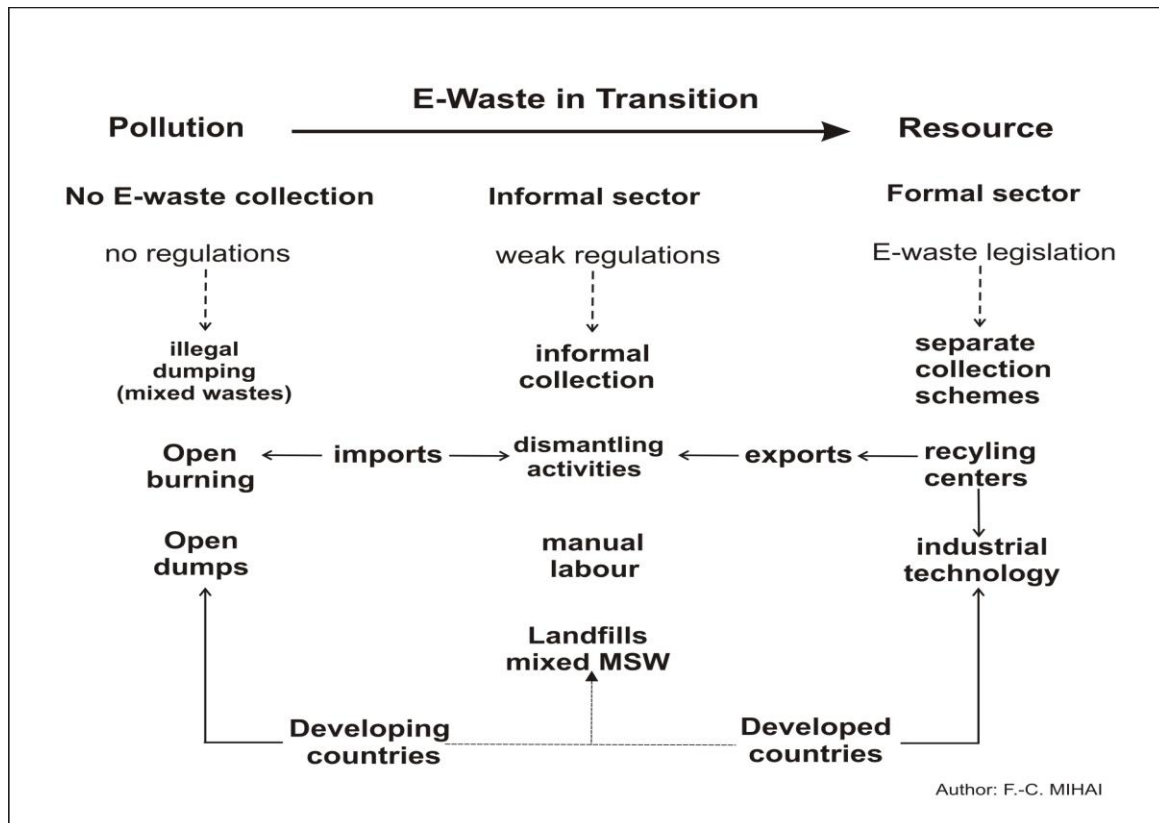 E-Waste in Transition
Pollution
Resource
No E-waste collection
Informal sector
Formal sector
no regulations
weak regulations
E-waste legislation
illegal
dumping
(mixed wastes)
informal
collection
separate
collection
schemes
Open
burning
imports
dismantling
activities
exports
recyling
centers
Open
dumps
manual
labour
industrial
technology
Landfills
mixed MSW
Developing
countries
Developed
countries
Author: F.-C. MIHAI